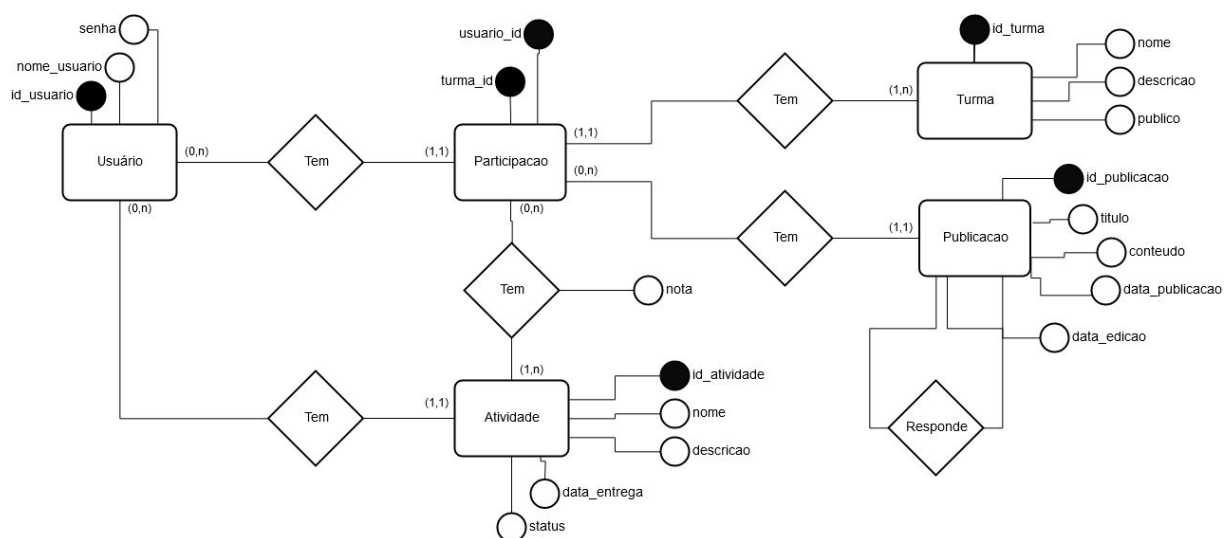 senha
nome_usuario
id_usuario
Usuário
(0,n)
(0,n)
Tem
(1,1)
usuario_id
turma_id
Participacao
(1,1)
(0,n)
(0,n)
Tem
(1,n)
id_turma
nome
descricao
publico
Turma
Tem
(1,1)
id_publicacao
titulo
conteudo
data_publicacao
data_edicao
Publicacao
Responde
Tem
nota
(1,n)
Tem
(1,1)
Atividade
id_atividade
nome
descricao
data_entrega
status